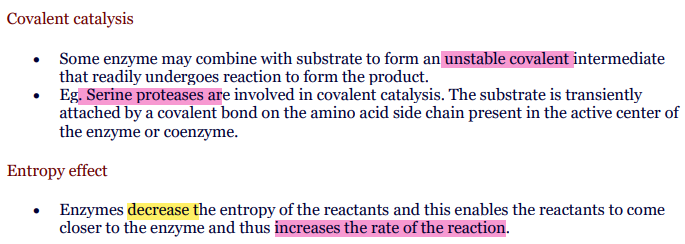 Covalent catalysis
• Some enzyme may combine with substrate to form an unstable covalent intermediate
that readily undergoes reaction to form the product.
• Eg. Serine proteases are involved in covalent catalysis. The substrate is transiently
attached by a covalent bond on the amino acid side chain present in the active center of
the enzyme or coenzyme.
Entropy effect
• Enzymes decrease the entropy of the reactants and this enables the reactants to come
closer to the enzyme and thus increases the rate of the reaction.